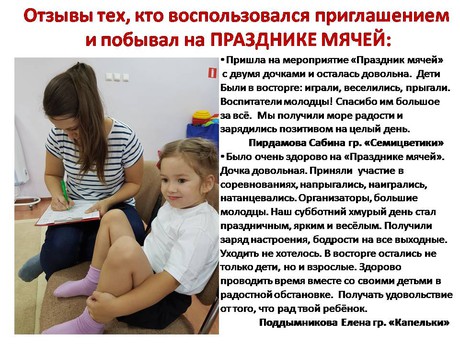 Отзывы тех, кто воспользовался приглашением
и побывал на ПРАЗДНИКЕ МЯЧЕЙ:
• Пришла на мероприятие «Праздник мячей»
с двумя дочками и осталась довольна. Дети
Были в восторге: играли, веселились, прыгали.
Воспитатели молодцы! Спасибо им большое
за всё. Мы получили море радости и
зарядились позитивом на целый день.
Пирдамова Сабина гр. «Семицветики»
• Было очень здорово на «Празднике мячей».
Дочка довольная. Приняли участие в
соревнованиях, напрыгались, наигрались,
натанцевались. Организаторы, большие
молодцы. Наш субботний хмурый день стал
праздничным, ярким и весёлым. Получили
заряд настроения, бодрости на все выходные.
Уходить не хотелось. В восторге остались не
только дети, но и взрослые. Здорово
проводить время вместе со своими детьми в
радостной обстановке. Получать удовольствие
от того, что рад твой ребёнок.
Поддымникова Елена гр. «Капельки»